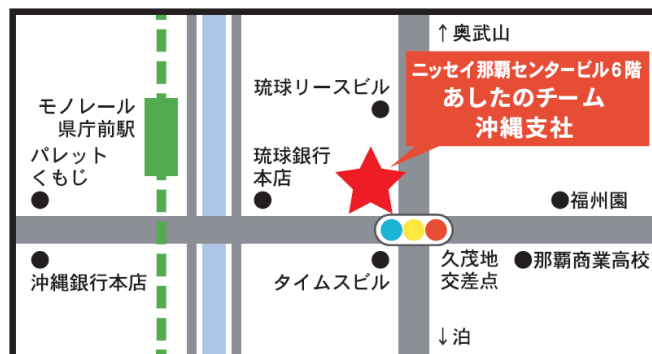 ↑奥武山
ニッセイ那覇センタービル6階
あしたのチーム
沖縄支社
琉球リースビル
モノレール
県庁前駅
パレット
くもじ
琉球銀行
本店
福州園
沖縄銀行本店
タイムスビル
久茂地
交差点
那覇商業高校
↓泊